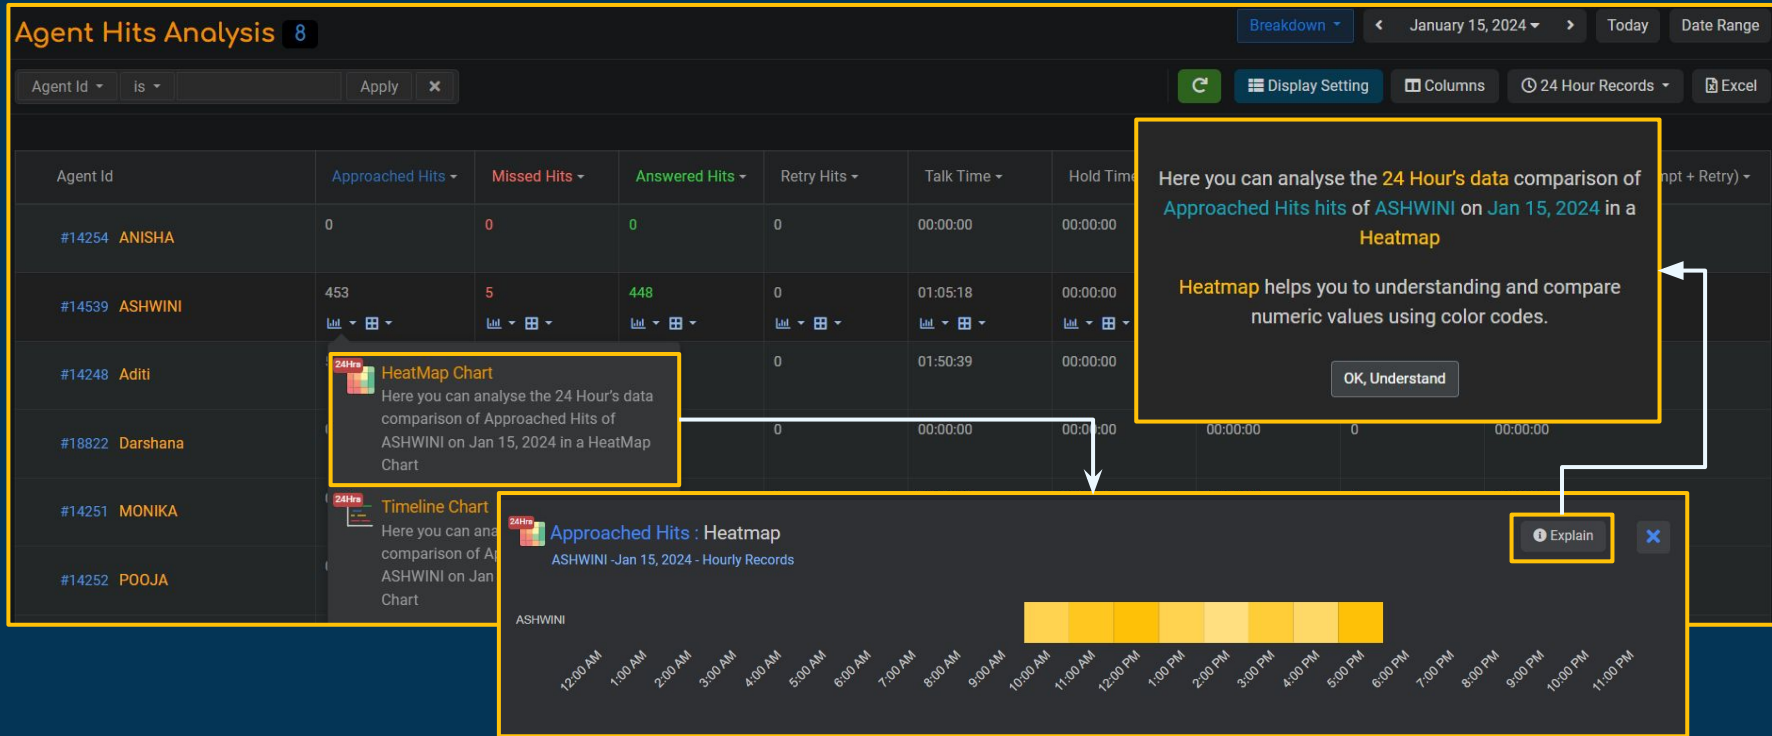 Agent Hits Analysis 8
Breakdown
January 15, 2024
Today
Date Range
Agent Id
is
Apply
Display Setting
Columns
24 Hour Records
Excel
Agent Id
Approached Hits
Missed Hits
Answered Hits
Retry Hits
Talk Time
Hold Time
+ Retry)
#14254 ANISHA
0
0
0
0
00:00:00
00:00:00
#14539 ASHWINI
453
5
448
0
01:05:18
00:00:00
#14248 Aditi
0
01:50:39
00:00:00
#18822 Darshana
0
00:00:00
00:00:00
00:00:00
0
00:00:00
#14251 MONIKA
#14252 POOJA
24Hrs
HeatMap Chart
Here you can analyse the 24 Hour's data
comparison of Approached Hits of
ASHWINI on Jan 15, 2024 in a HeatMap
Chart
24Hrs
Timeline Chart
Here you can
comparison of
ASHWINI on Jan
Chart
Here you can analyse the 24 Hour's data comparison of
Approached Hits hits of ASHWINI on Jan 15, 2024 in a
Heatmap
Heatmap helps you to understanding and compare
numeric values using color codes.
OK, Understand
24Hrs
Approached Hits : Heatmap
ASHWINI -Jan 15, 2024 - Hourly Records
Explain
ASHWINI
12:00 AM
1:00 AM
2:00 AM
3:00 AM
4:00 AM
5:00 AM
6:00 AM
7:00 AM
8:00 AM
9:00 AM
10:00 AM
11:00 AM
12:00 PM
1:00 PM
2:00 PM
3:00 PM
4:00 PM
5:00 PM
6:00 PM
7:00 PM
8:00 PM
9:00 PM
10:00 PM
11:00 PM